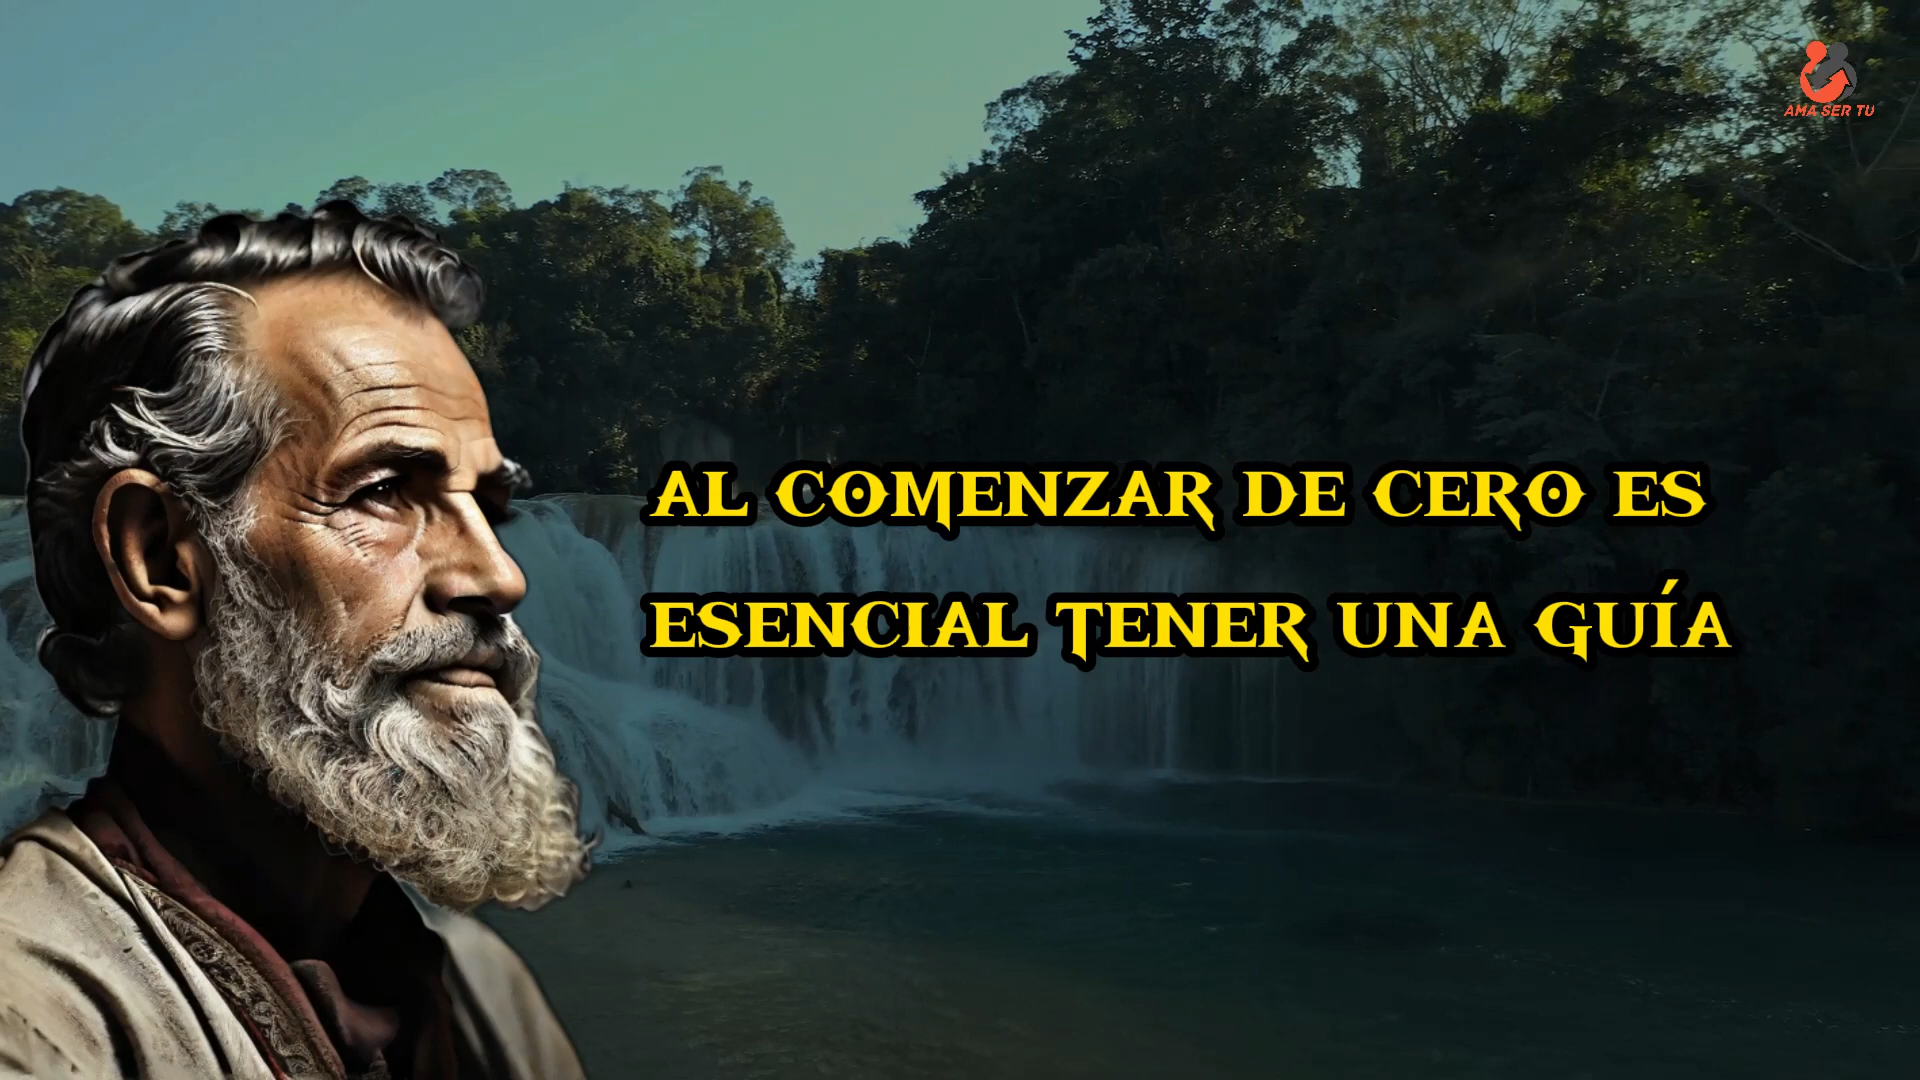 AMA SER TU
AL COMENZAR DE CERO ES
ESENCIAL TENER UNA GUÍA